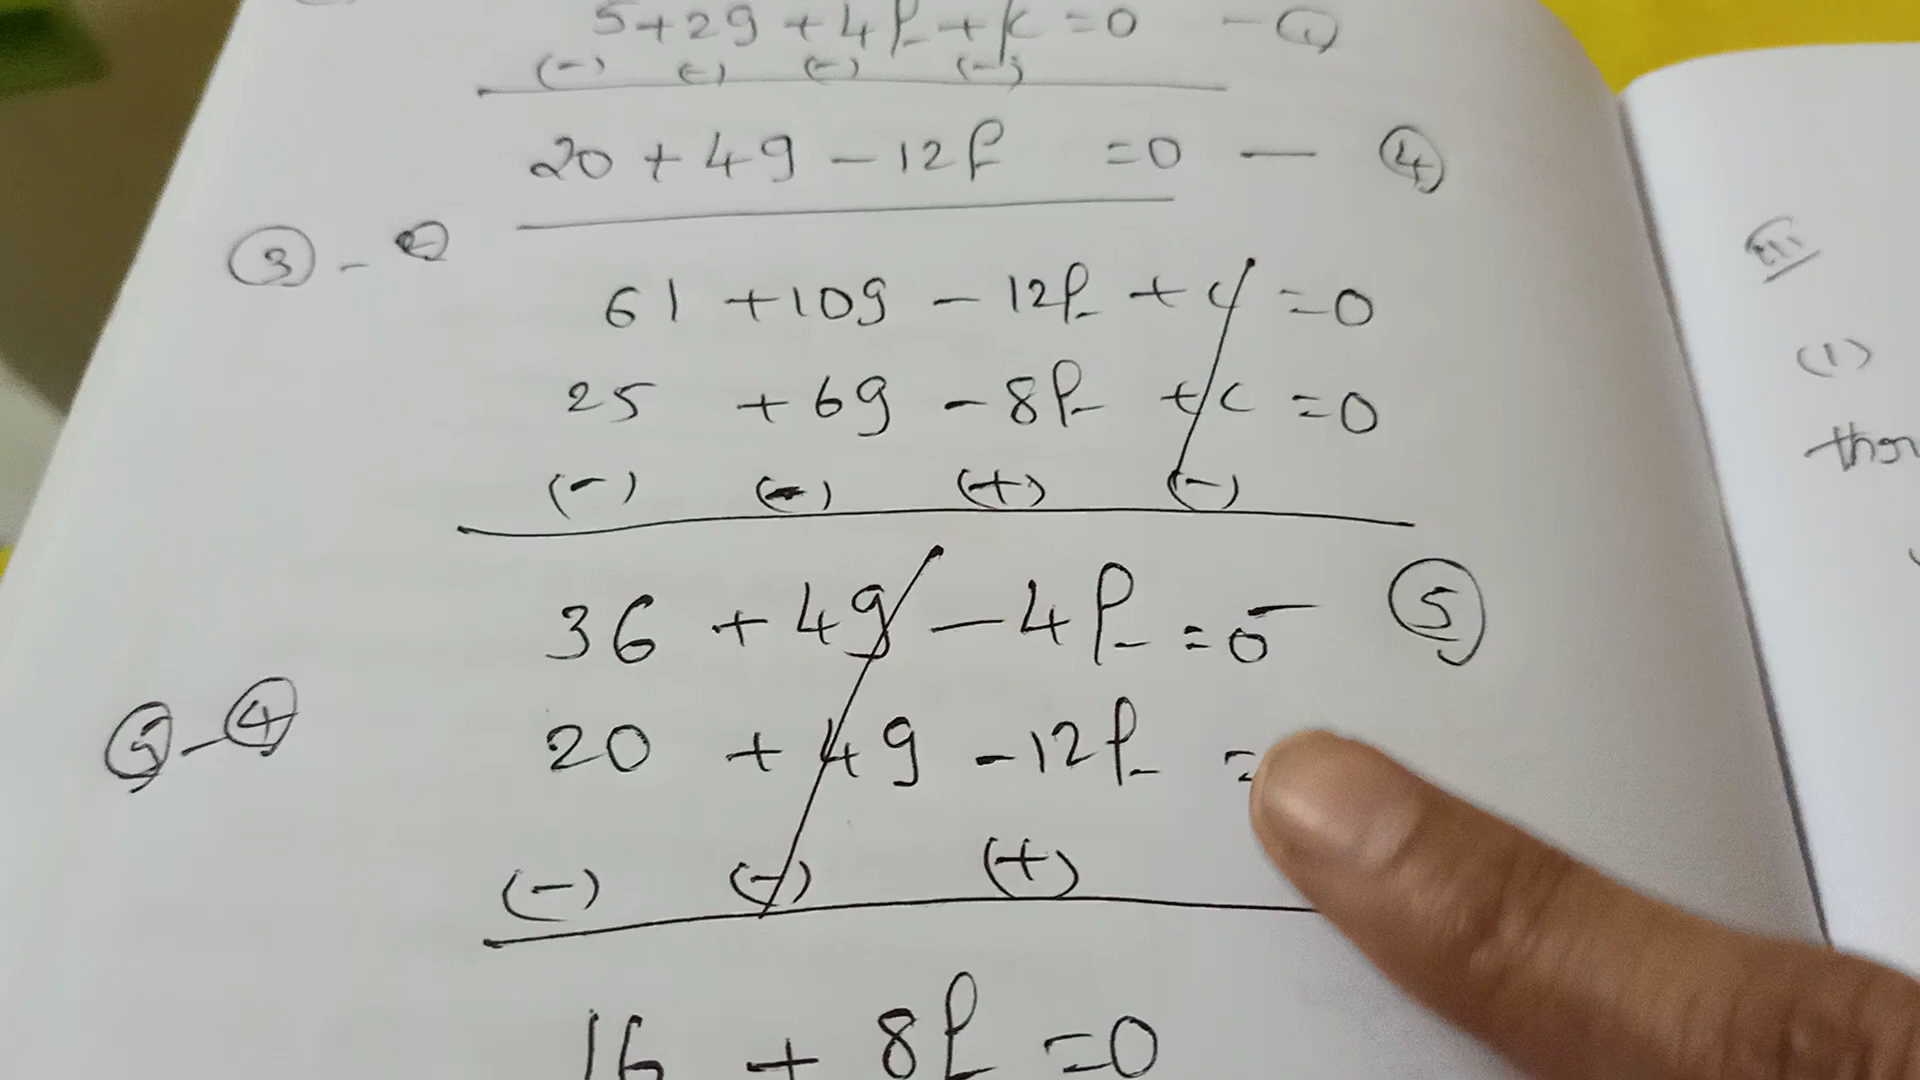 5+2g+4f+c=0 - ①
(-) (-) (-) (-)
20+4g-12f =0 — ④
③ - ②
61 +10g - 12f + c =0
25 +6g -8f +c =0
(-) (-) (+) (-)
36 +4g -4f =0 - ⑤
⑤-④
20 +4g -12f =
(-) (-) (+)
16 + 8f =0
(1)